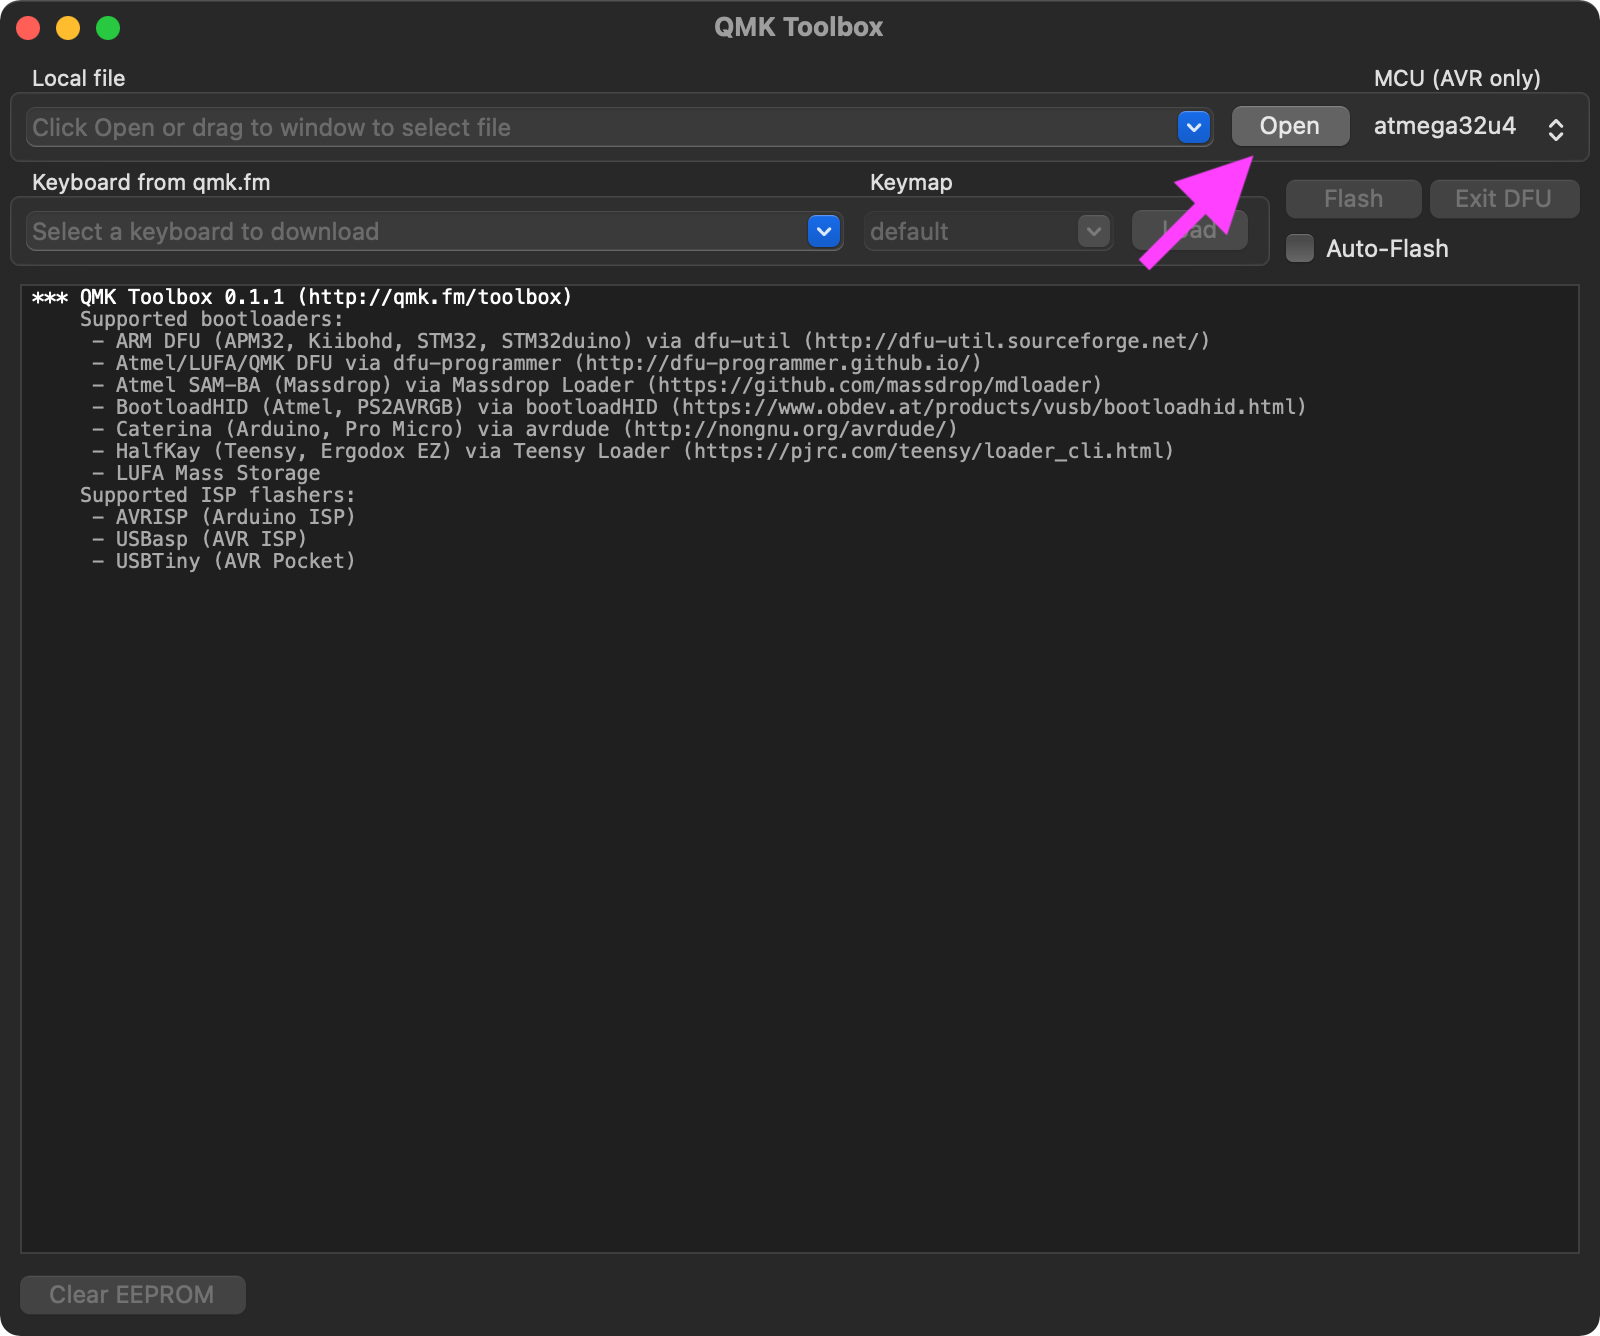 QMK Toolbox
Local file
MCU (AVR only)
Click Open or drag to window to select file
Open
atmega32u4
Keyboard from qmk.fm
Keymap
Select a keyboard to download
default
Flash
Exit DFU
Auto-Flash
*** QMK Toolbox 0.1.1 (http://qmk.fm/toolbox)
Supported bootloaders:
– ARM DFU (APM32, Kiibohd, STM32, STM32duino) via dfu-util (http://dfu-util.sourceforge.net/)
– Atmel/LUFA/QMK DFU via dfu-programmer (http://dfu-programmer.github.io/)
– Atmel SAM-BA (Massdrop) via Massdrop Loader (https://github.com/massdrop/mdloader)
– BootloadHID (Atmel, PS2AVRGB) via bootloadHID (https://www.obdev.at/products/vusb/bootloadhid.html)
– Caterina (Arduino, Pro Micro) via avrdude (http://nongnu.org/avrdude/)
– HalfKay (Teensy, Ergodox EZ) via Teensy Loader (https://pjrc.com/teensy/loader_cli.html)
– LUFA Mass Storage
Supported ISP flashers:
– AVRISP (Arduino ISP)
– USBasp (AVR ISP)
– USBTiny (AVR Pocket)
Clear EEPROM